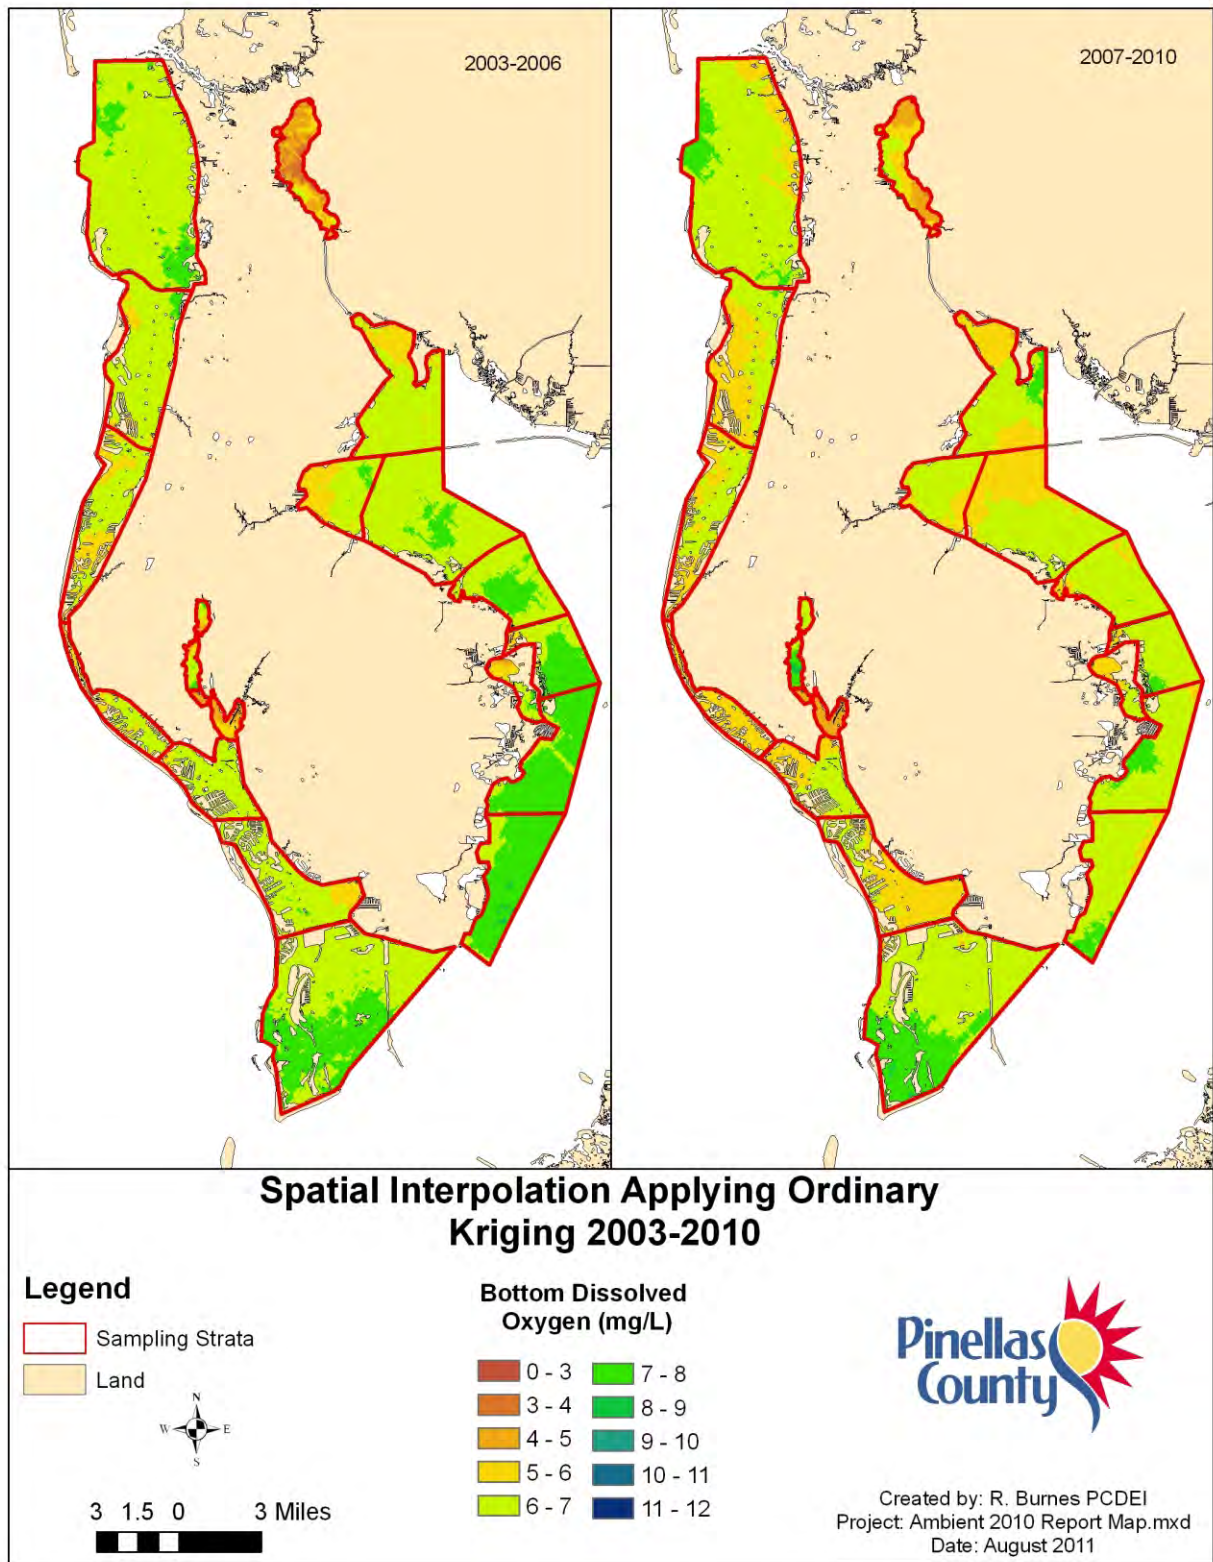 2003-2006
2007-2010
Spatial Interpolation Applying Ordinary
Kriging 2003-2010
Legend
Sampling Strata
Land
N
W
E
S
3 1.5 0 3 Miles
Bottom Dissolved
Oxygen (mg/L)
0 - 3
3 - 4
4 - 5
5 - 6
6 - 7
7 - 8
8 - 9
9 - 10
10 - 11
11 - 12
Pinellas
County
Created by: R. Burnes PCDEI
Project: Ambient 2010 Report Map.mxd
Date: August 2011